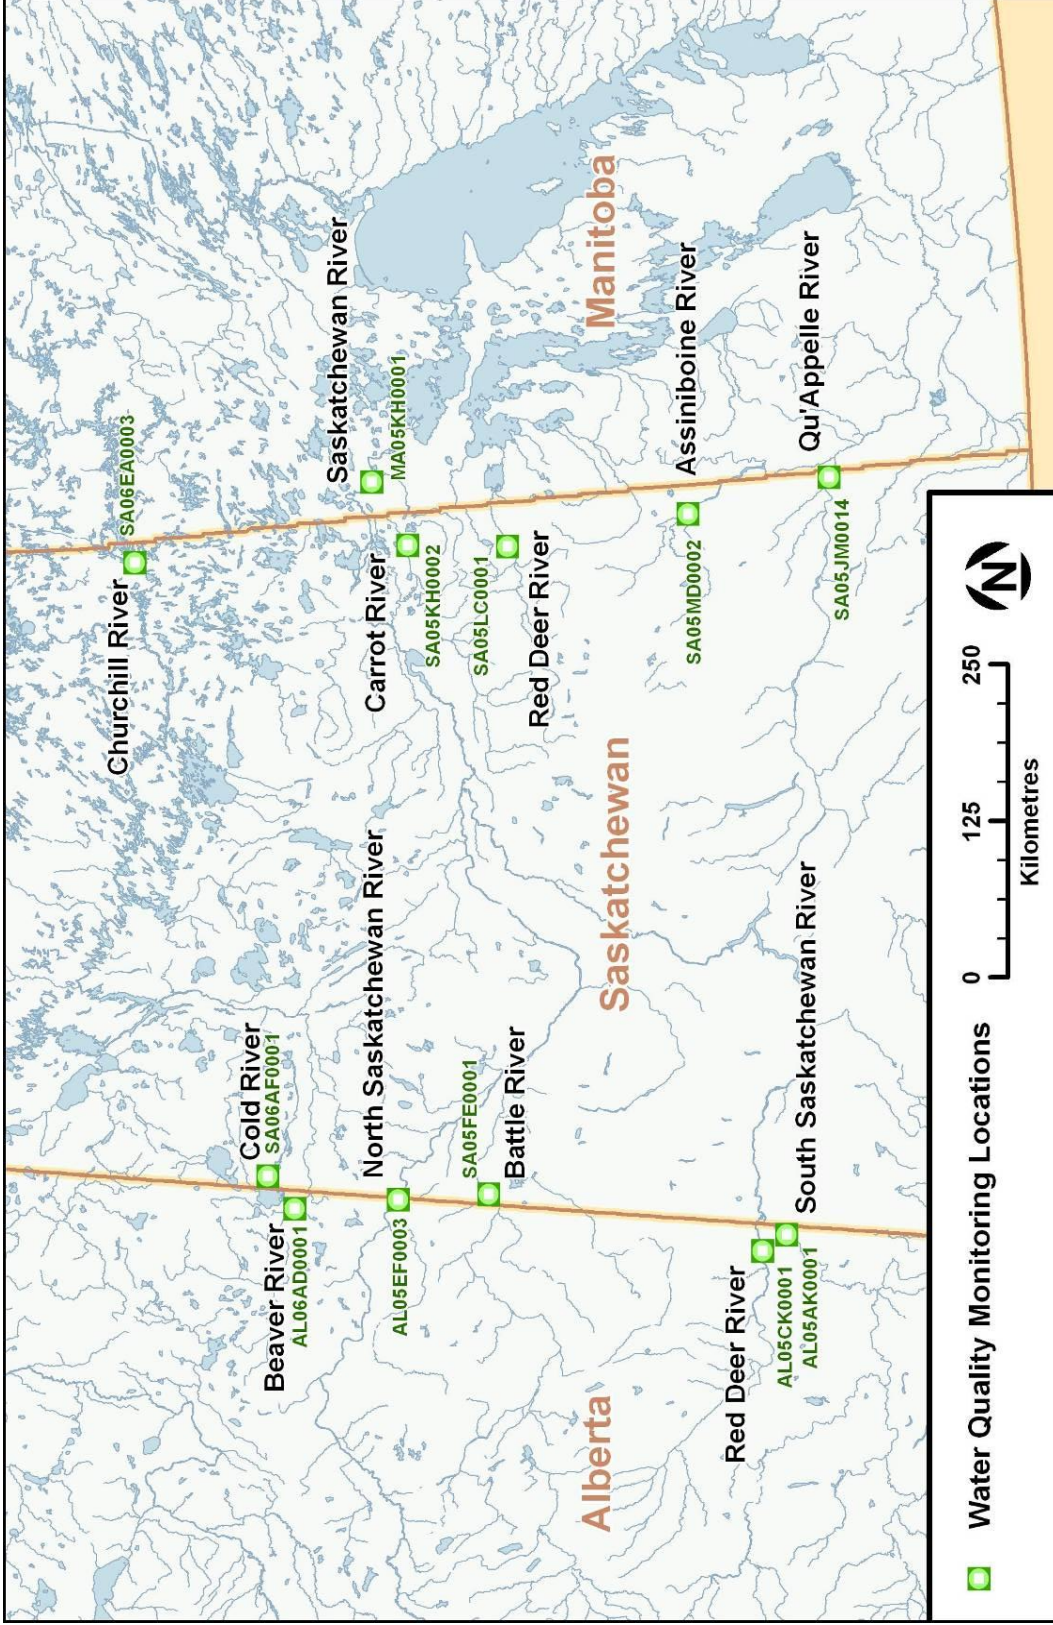 Churchill River
SA06EA0003
Cold River
SA06AF0001
Beaver River
AL06AD0001
Saskatchewan River
MA05KH0001
North Saskatchewan River
AL05EF0003
Carrot River
SA05KH0002
SA05FE0001
Battle River
SA05LC0001
Red Deer River
Alberta
Saskatchewan
Manitoba
Assiniboine River
SA05MD0002
Red Deer River
AL05CK0001
AL05AK0001
South Saskatchewan River
Qu'Appelle River
SA05JM0014
Water Quality Monitoring Locations
0 125 250
Kilometres
N